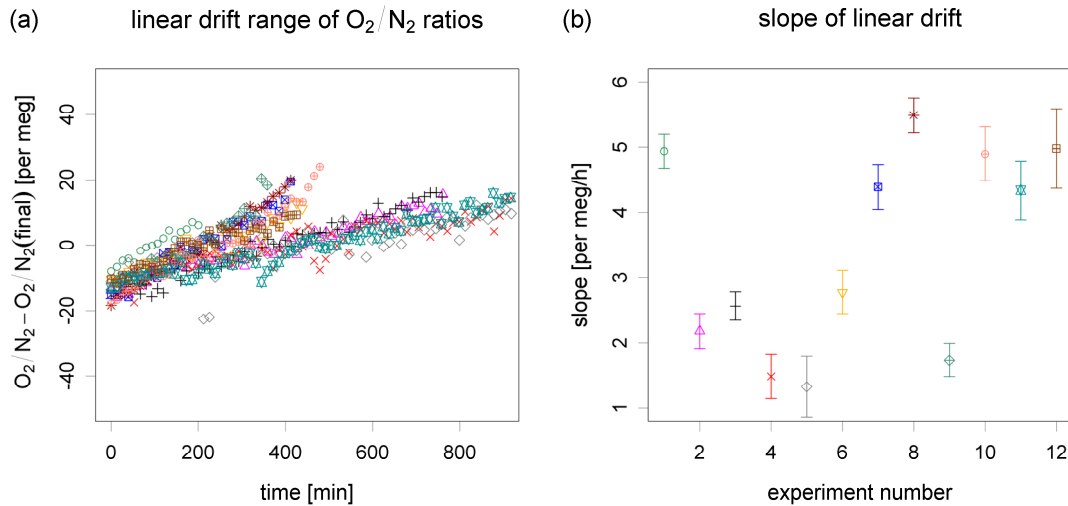 (a) linear drift range of O₂/N₂ ratios
O₂/N₂ − O₂/N₂(final) [per meg]
40
20
0
-20
-40
0 200 400 600 800
time [min]
(b) slope of linear drift
slope [per meg/h]
6
5
4
3
2
1
2 4 6 8 10 12
experiment number